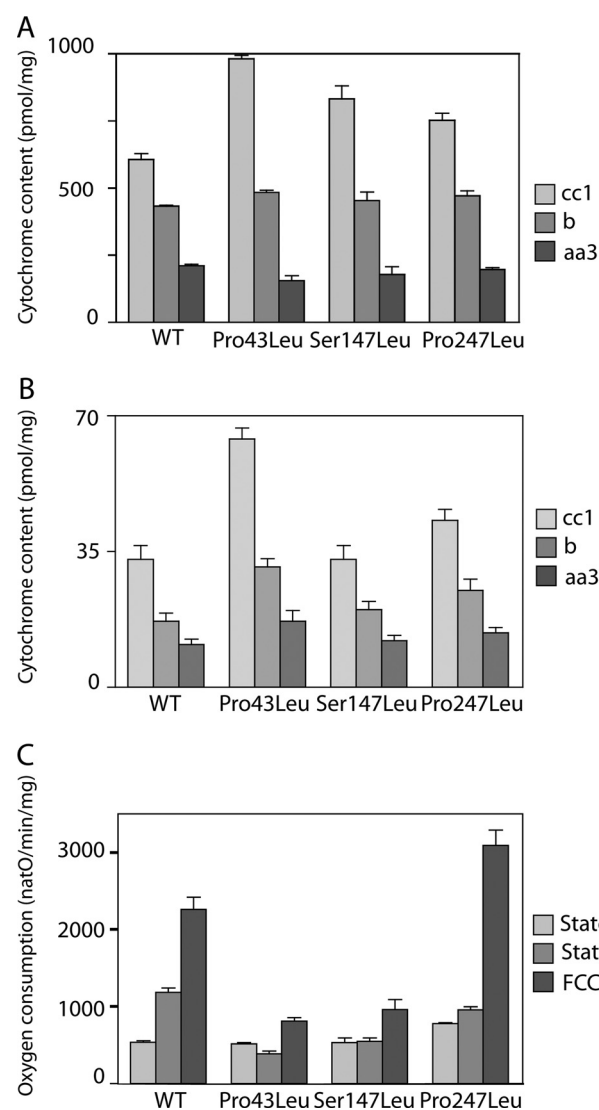 A
Cytochrome content (pmol/mg)
1000
500
0
WT Pro43Leu Ser147Leu Pro247Leu
cc1
b
aa3
B
Cytochrome content (pmol/mg)
70
35
0
WT Pro43Leu Ser147Leu Pro247Leu
cc1
b
aa3
C
Oxygen consumption (natO/min/mg)
3000
2000
1000
0
WT Pro43Leu Ser147Leu Pro247Leu
State
Stat
FCC